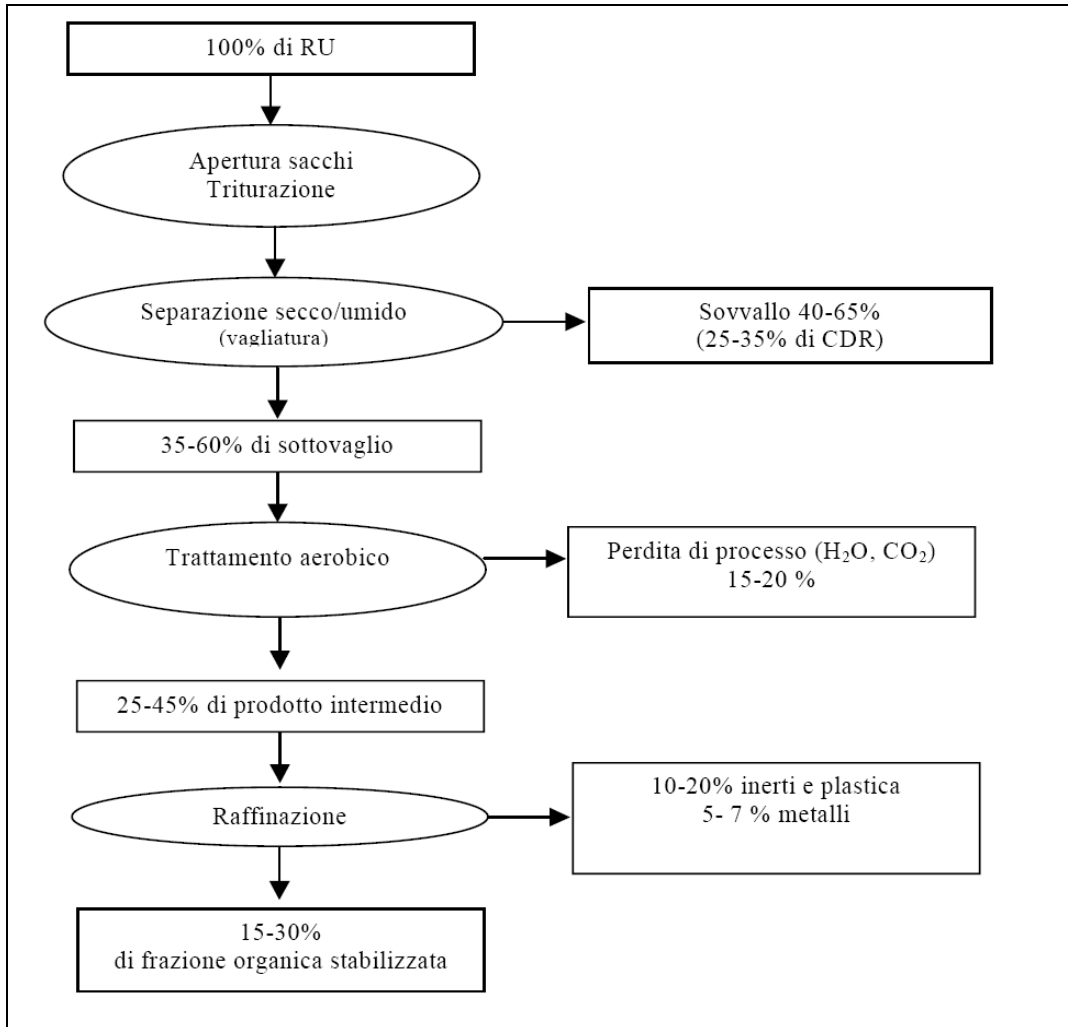 100% di RU
Apertura sacchi
Triturazione
Separazione secco/umido
(vagliatura)
Sovvallo 40-65%
(25-35% di CDR)
35-60% di sottovaglio
Trattamento aerobico
Perdita di processo (H₂O, CO₂)
15-20 %
25-45% di prodotto intermedio
Raffinazione
10-20% inerti e plastica
5- 7 % metalli
15-30%
di frazione organica stabilizzata